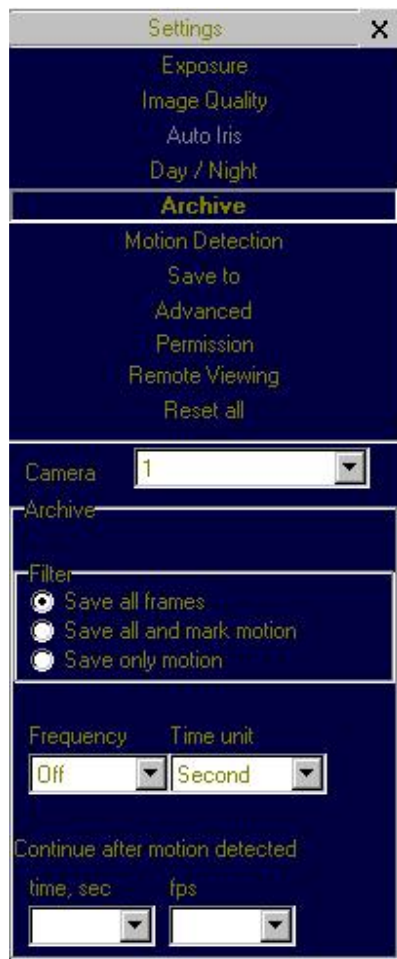 Settings X
Exposure
Image Quality
Auto Iris
Day / Night
Archive
Motion Detection
Save to
Advanced
Permission
Remote Viewing
Reset all
Camera 1
Archive
Filter
Save all frames
Save all and mark motion
Save only motion
Frequency Time unit
Off Second
Continue after motion detected
time, sec fps